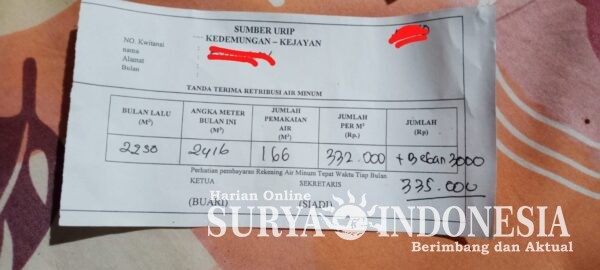 SUMBER URIP
KEDEMUNGAN – KEJAYAN
NO. Kwitansi :
nama :
Alamat :
Bulan :
TANDA TERIMA RETRIBUSI AIR MINUM
BULAN LALU (M³) ANGKA METER BULAN INI (M³) JUMLAH PEMAKAIAN AIR (M³) JUMLAH PER M³ (Rp.) JUMLAH (Rp)
2250 2416 166 332.000 + Beban 3000
Perhatian pembayaran Rekening Air Minum Tepat Waktu Tiap Bulan
KETUA SEKRETARIS 335.000
(BUARI) (SIADI)
Harian Online
SURYA INDONESIA
Berimbang dan Aktual